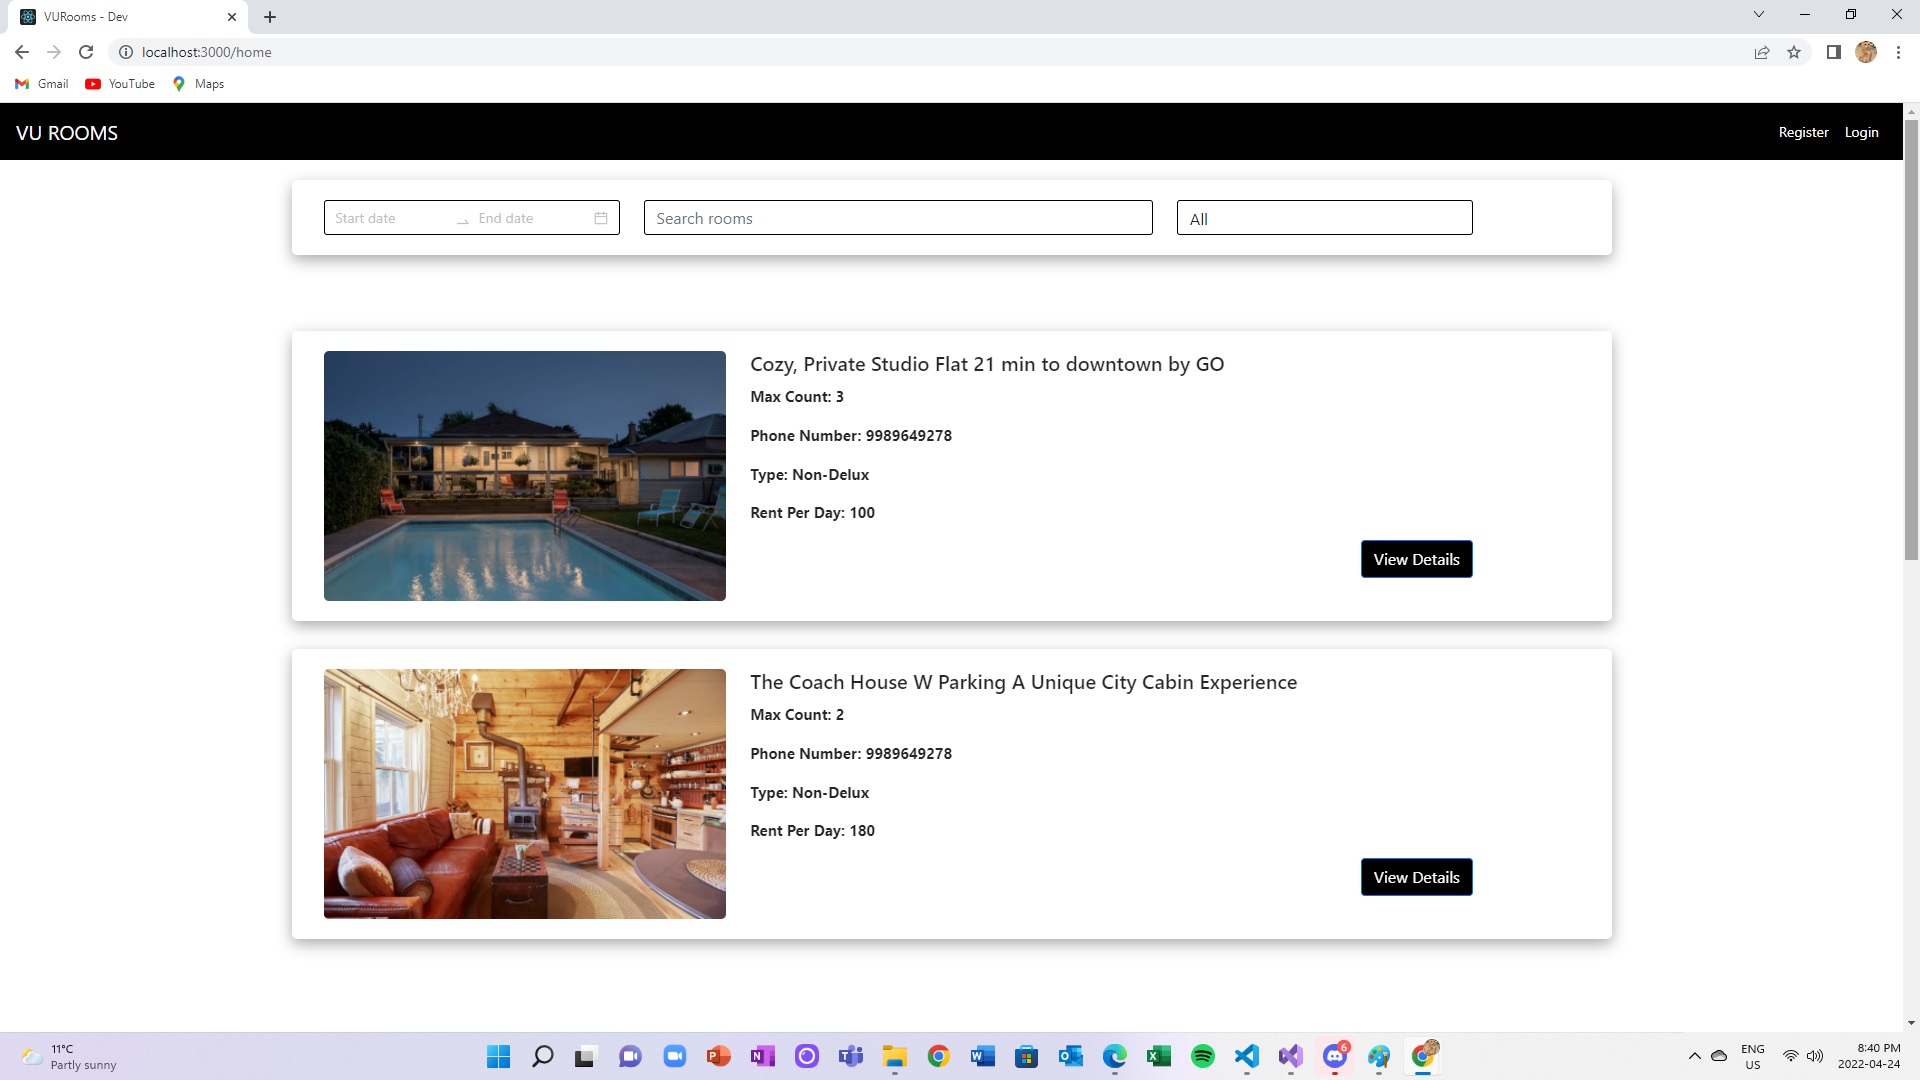 VURooms - Dev
localhost:3000/home
Gmail YouTube Maps
VU ROOMS
Register Login
Start date End date
Search rooms
All
Cozy, Private Studio Flat 21 min to downtown by GO
Max Count: 3
Phone Number: 9989649278
Type: Non-Delux
Rent Per Day: 100
View Details
The Coach House W Parking A Unique City Cabin Experience
Max Count: 2
Phone Number: 9989649278
Type: Non-Delux
Rent Per Day: 180
View Details
11°C
Partly sunny
6
ENG
US
8:40 PM
2022-04-24